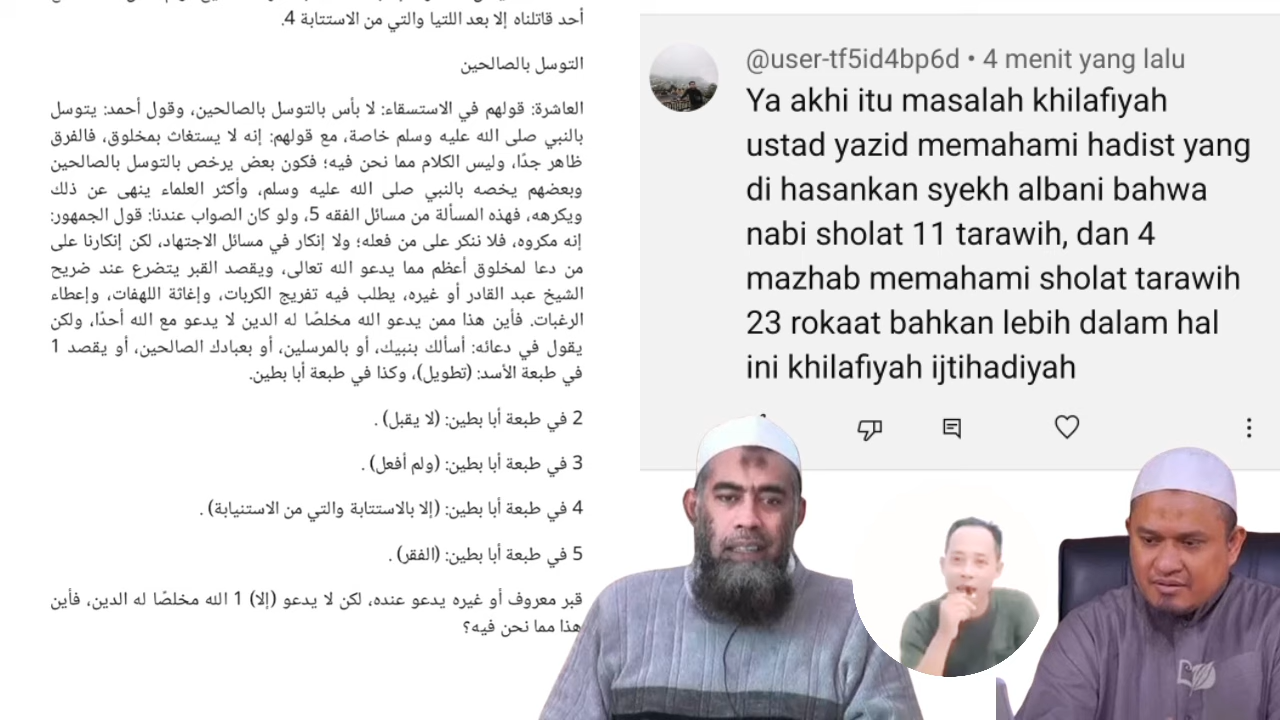 أحد قاتلناه إلا بعد اللتيا والتي من الاستتابة 4.
التوسل بالصالحين
العاشرة: قولهم في الاستسقاء: لا بأس بالتوسل بالصالحين، وقول أحمد: يتوسل
بالنبي صلى الله عليه وسلم خاصة، مع قولهم: إنه لا يستغاث بمخلوق، فالفرق
ظاهر جدًا، وليس الكلام مما نحن فيه؛ فكون بعض يرخص بالتوسل بالصالحين
وبعضهم يخصه بالنبي صلى الله عليه وسلم، وأكثر العلماء ينهى عن ذلك
ويكرهه، فهذه المسألة من مسائل الفقه 5، ولو كان الصواب عندنا: قول الجمهور:
إنه مكروه، فلا ننكر على من فعله؛ ولا إنكار في مسائل الاجتهاد، لكن إنكارنا على
من دعا لمخلوق أعظم مما يدعو الله تعالى، ويقصد القبر يتضرع عند ضريح
الشيخ عبد القادر أو غيره، يطلب فيه تفريج الكربات، وإغاثة اللهفات، وإعطاء
الرغبات. فأين هذا ممن يدعو الله مخلصًا له الدين لا يدعو مع الله أحدًا، ولكن
يقول في دعائه: أسألك بنبيك، أو بالمرسلين، أو بعبادك الصالحين، أو يقصد 1
في طبعة الأسد: (تطويل)، وكذا في طبعة أبا بطين.
2 في طبعة أبا بطين: (لا يقبل) .
3 في طبعة أبا بطين: (ولم أفعل) .
4 في طبعة أبا بطين: (إلا بالاستتابة والتي من الاستنيابة) .
5 في طبعة أبا بطين: (الفقر) .
قبر معروف أو غيره يدعو عنده، لكن لا يدعو (إلا) 1 الله مخلصًا له الدين، فأين
هذا مما نحن فيه؟
@user-tf5id4bp6d • 4 menit yang lalu
Ya akhi itu masalah khilafiyah
ustad yazid memahami hadist yang
di hasankan syekh albani bahwa
nabi sholat 11 tarawih, dan 4
mazhab memahami sholat tarawih
23 rokaat bahkan lebih dalam hal
ini khilafiyah ijtihadiyah